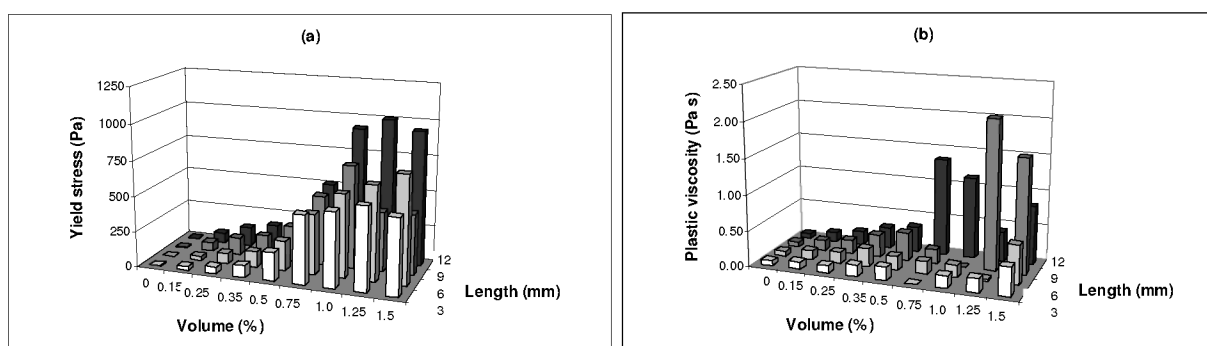 (a)
Yield stress (Pa)
1250
1000
750
500
250
0
0 0.15 0.25 0.35 0.5 0.75 1.0 1.25 1.5
Volume (%)
12
9
6
3
Length (mm)
(b)
Plastic viscosity (Pa s)
2.50
2.00
1.50
1.00
0.50
0.00
0 0.15 0.25 0.35 0.5 0.75 1.0 1.25 1.5
Volume (%)
12
9
6
3
Length (mm)